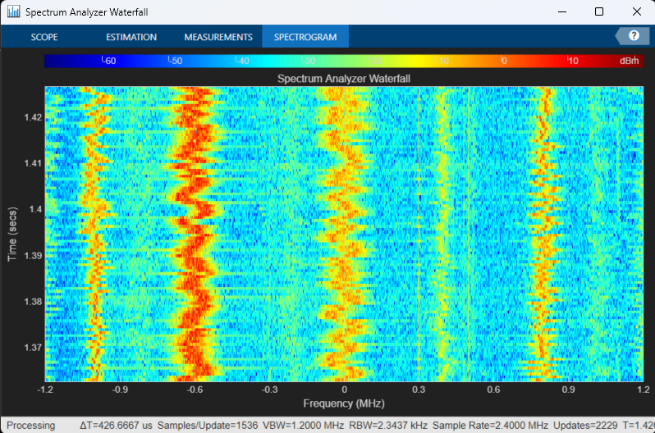 Spectrum Analyzer Waterfall
SCOPE ESTIMATION MEASUREMENTS SPECTROGRAM ?
-60 -50 -40 -30 -20 -10 0 10 dBm
Spectrum Analyzer Waterfall
1.42
1.41
1.4
1.39
1.38
1.37
Time (secs)
-1.2 -0.9 -0.6 -0.3 0 0.3 0.6 0.9 1.2
Frequency (MHz)
Processing ΔT=426.6667 us Samples/Update=1536 VBW=1.2000 MHz RBW=2.3437 kHz Sample Rate=2.4000 MHz Updates=2229 T=1.426